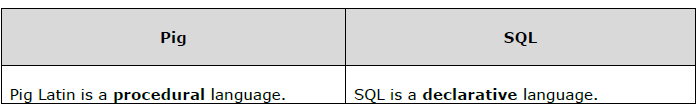 Pig
SQL
Pig Latin is a procedural language.
SQL is a declarative language.